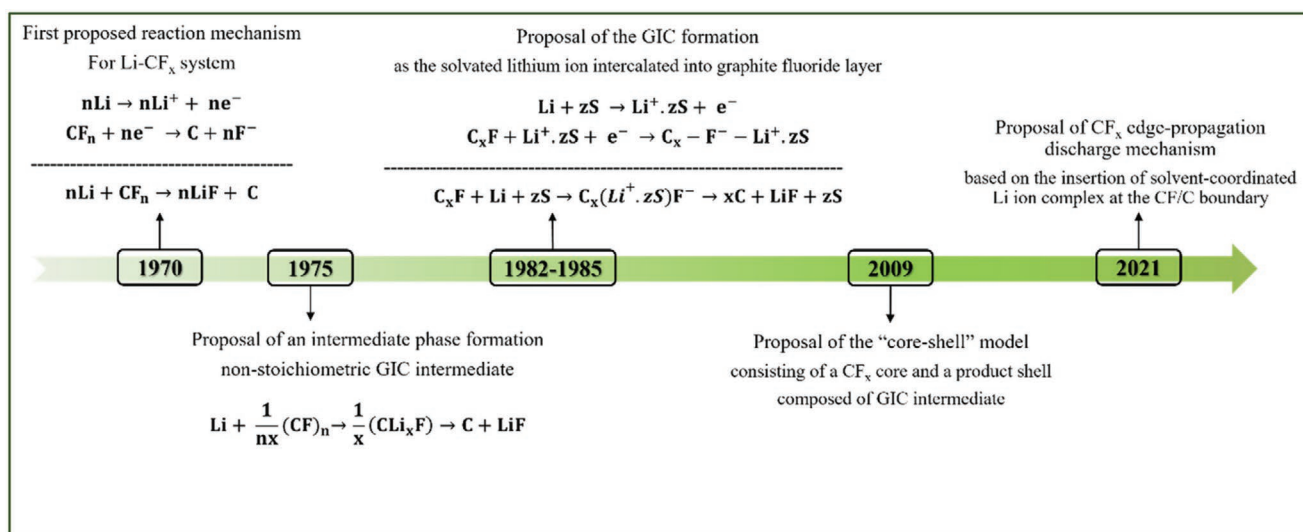 First proposed reaction mechanism
For Li-CFₓ system
nLi → nLi⁺ + ne⁻
CFₙ + ne⁻ → C + nF⁻
nLi + CFₙ → nLiF + C
1970
1975
Proposal of an intermediate phase formation
non-stoichiometric GIC intermediate
Li + 1/nx (CF)ₙ → 1/x (CLiₓF) → C + LiF
Proposal of the GIC formation
as the solvated lithium ion intercalated into graphite fluoride layer
Li + zS → Li⁺. zS + e⁻
CₓF + Li⁺. zS + e⁻ → Cₓ − F⁻ − Li⁺. zS
CₓF + Li + zS → Cₓ(Li⁺. zS)F⁻ → xC + LiF + zS
1982-1985
2009
Proposal of the “core-shell” model
consisting of a CFₓ core and a product shell
composed of GIC intermediate
Proposal of CFₓ edge-propagation
discharge mechanism
based on the insertion of solvent-coordinated
Li ion complex at the CF/C boundary
2021